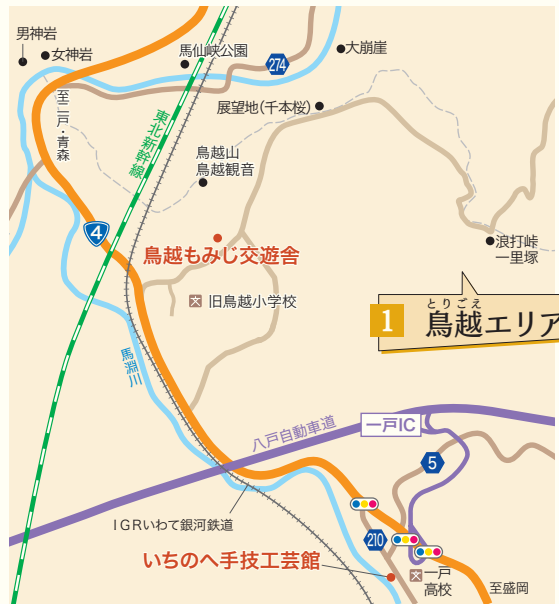 男神岩
女神岩
馬仙峡公園
274
大崩崖
至二戸・青森
東北新幹線
展望地(千本桜)
鳥越山
鳥越観音
4
鳥越もみじ交遊舎
浪打峠
一里塚
文
旧鳥越小学校
とりごえ
1 鳥越エリア
馬淵川
八戸自動車道
一戸IC
5
IGRいわて銀河鉄道
210
いちのへ手技工芸館
文
一戸
高校
至盛岡